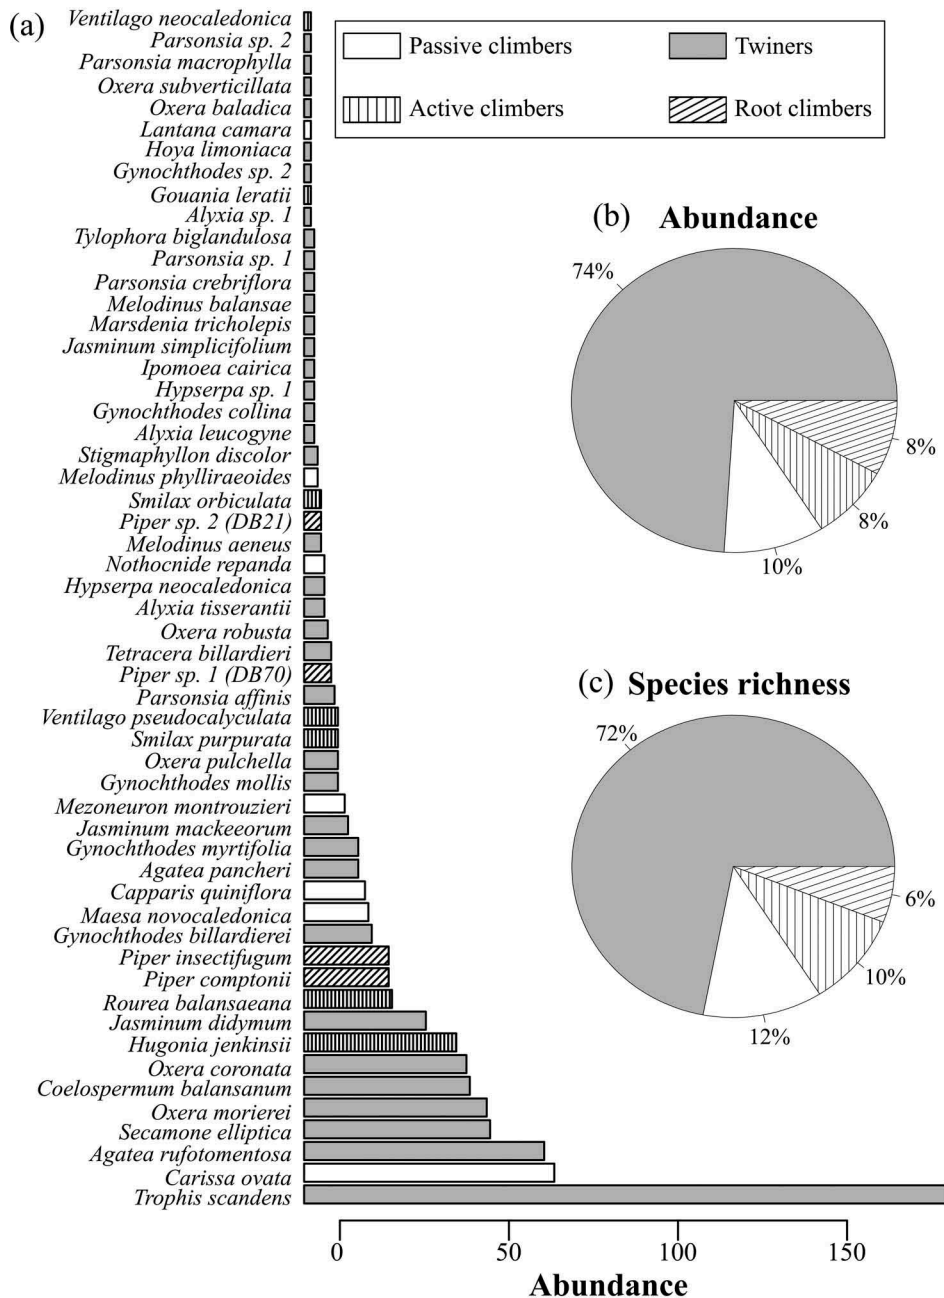 (a)
Ventilago neocaledonica
Parsonsia sp. 2
Parsonsia macrophylla
Oxera subverticillata
Oxera baladica
Lantana camara
Hoya limoniaca
Gynochthodes sp. 2
Gouania leratii
Alyxia sp. 1
Tylophora biglandulosa
Parsonsia sp. 1
Parsonsia crebriflora
Melodinus balansae
Marsdenia tricholepis
Jasminum simplicifolium
Ipomoea cairica
Hypserpa sp. 1
Gynochthodes collina
Alyxia leucogyne
Stigmaphyllon discolor
Melodinus phylliraeoides
Smilax orbiculata
Piper sp. 2 (DB21)
Melodinus aeneus
Nothocnide repanda
Hypserpa neocaledonica
Alyxia tisserantii
Oxera robusta
Tetracera billardieri
Piper sp. 1 (DB70)
Parsonsia affinis
Ventilago pseudocalyculata
Smilax purpurata
Oxera pulchella
Gynochthodes mollis
Mezoneuron montrouzieri
Jasminum mackeeorum
Gynochthodes myrtifolia
Agatea pancheri
Capparis quiniflora
Maesa novocaledonica
Gynochthodes billardierei
Piper insectifugum
Piper comptonii
Rourea balansaeana
Jasminum didymum
Hugonia jenkinsii
Oxera coronata
Coelospermum balansanum
Oxera morierei
Secamone elliptica
Agatea rufotomentosa
Carissa ovata
Trophis scandens
0 50 100 150
Abundance
Passive climbers
Twiners
Active climbers
Root climbers
(b) Abundance
74%
8%
8%
10%
(c) Species richness
72%
6%
10%
12%